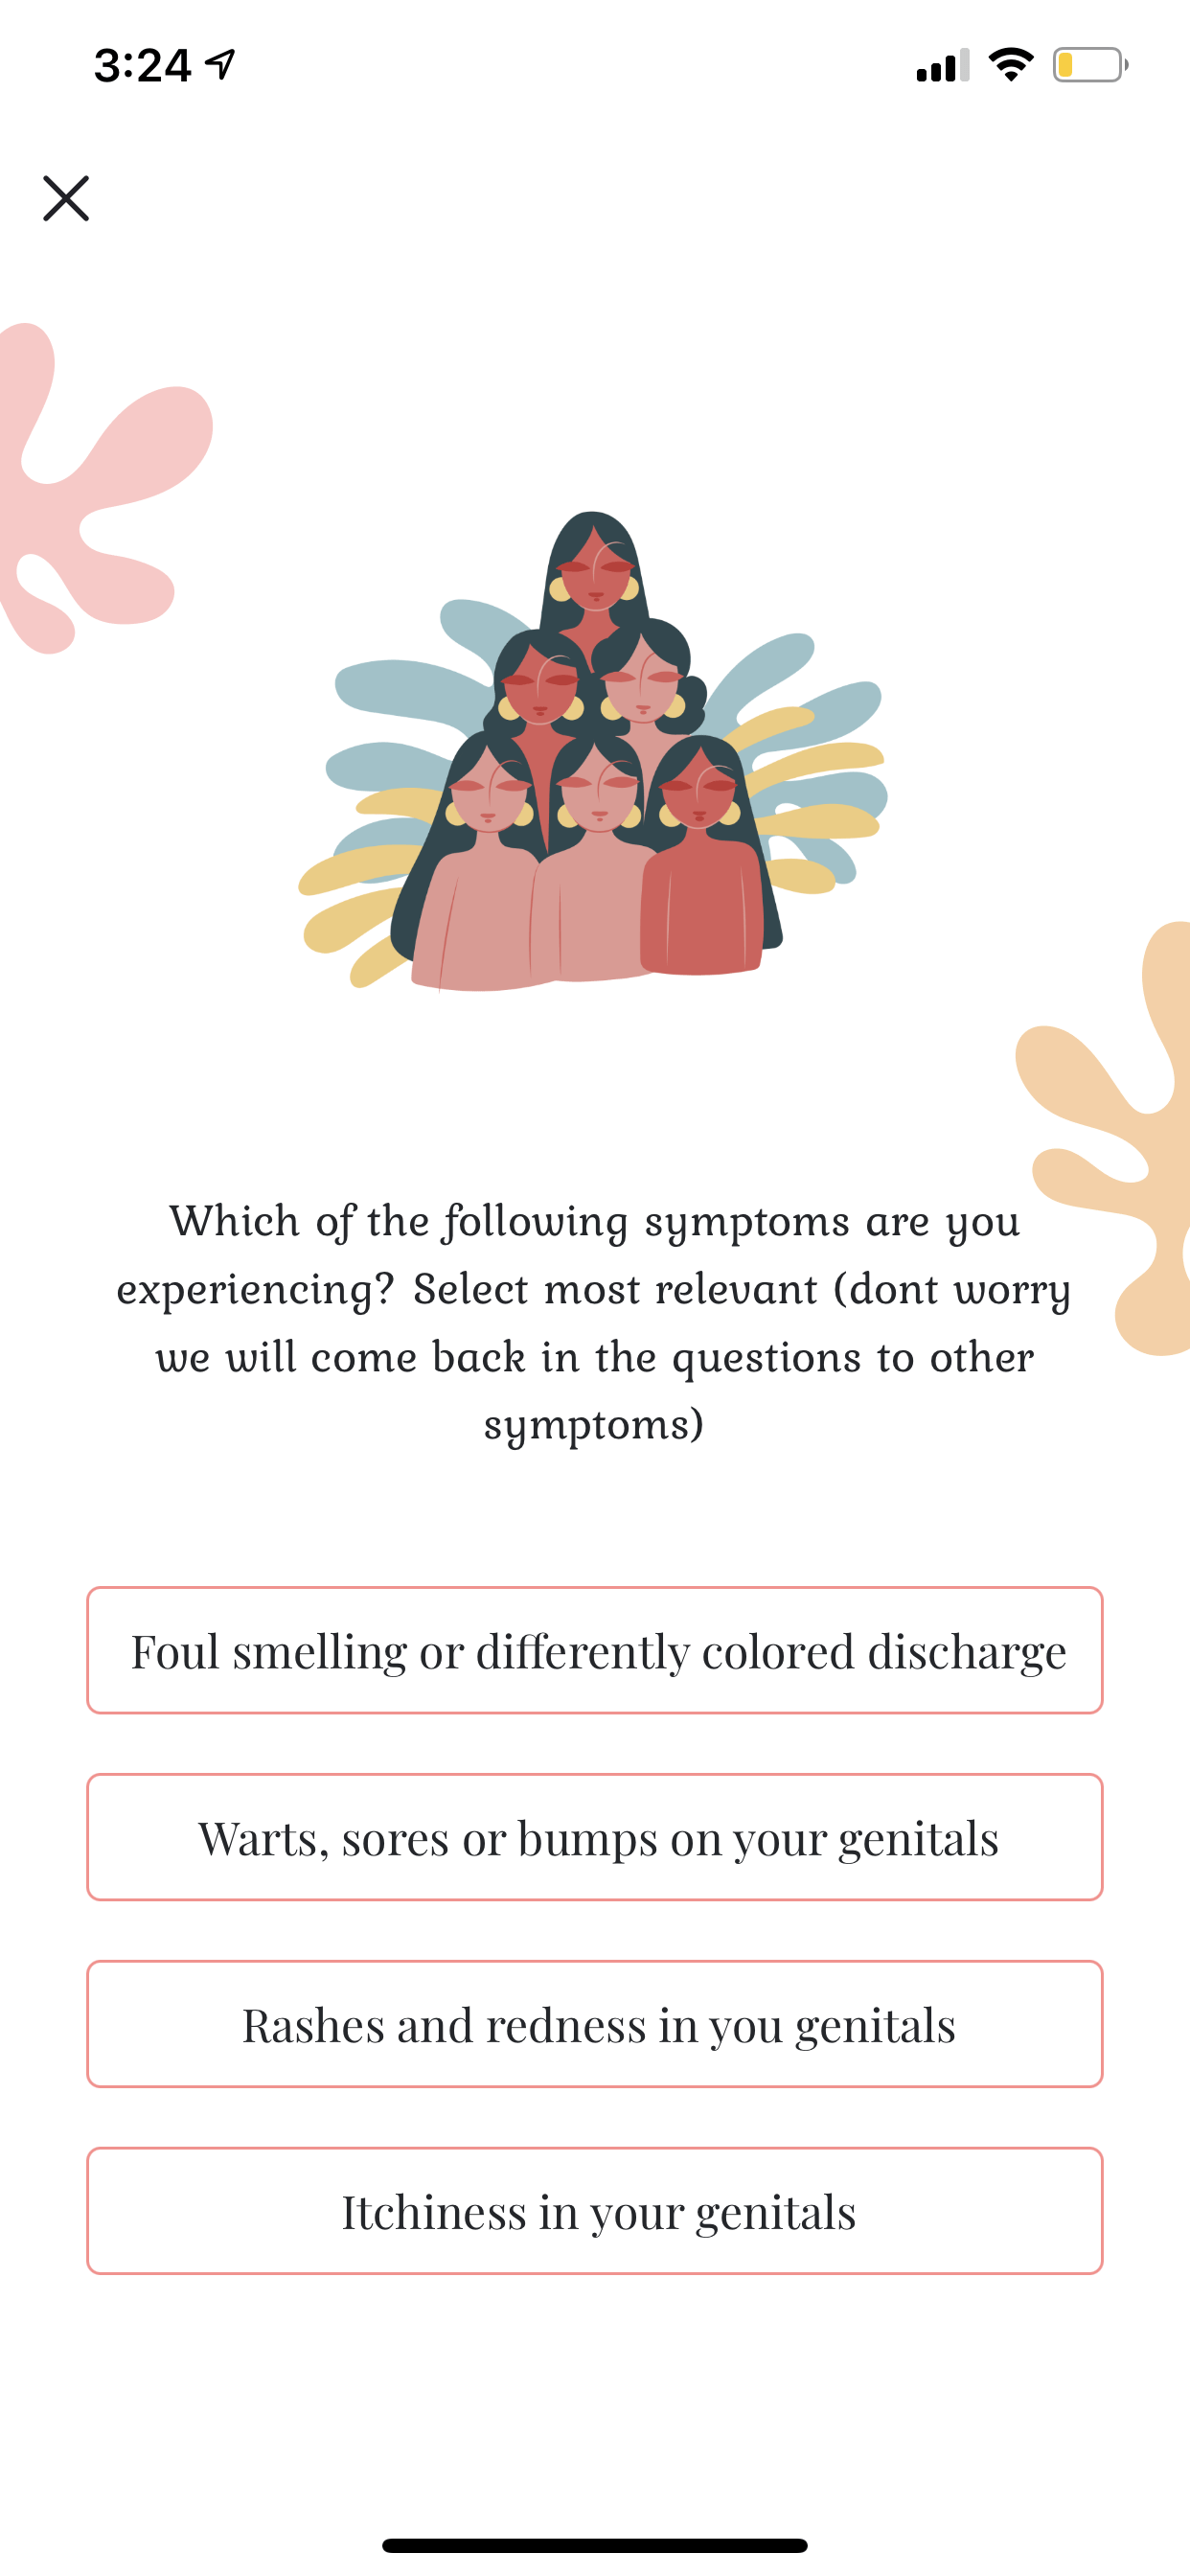 3:24
Which of the following symptoms are you
experiencing? Select most relevant (dont worry
we will come back in the questions to other
symptoms)
Foul smelling or differently colored discharge
Warts, sores or bumps on your genitals
Rashes and redness in you genitals
Itchiness in your genitals